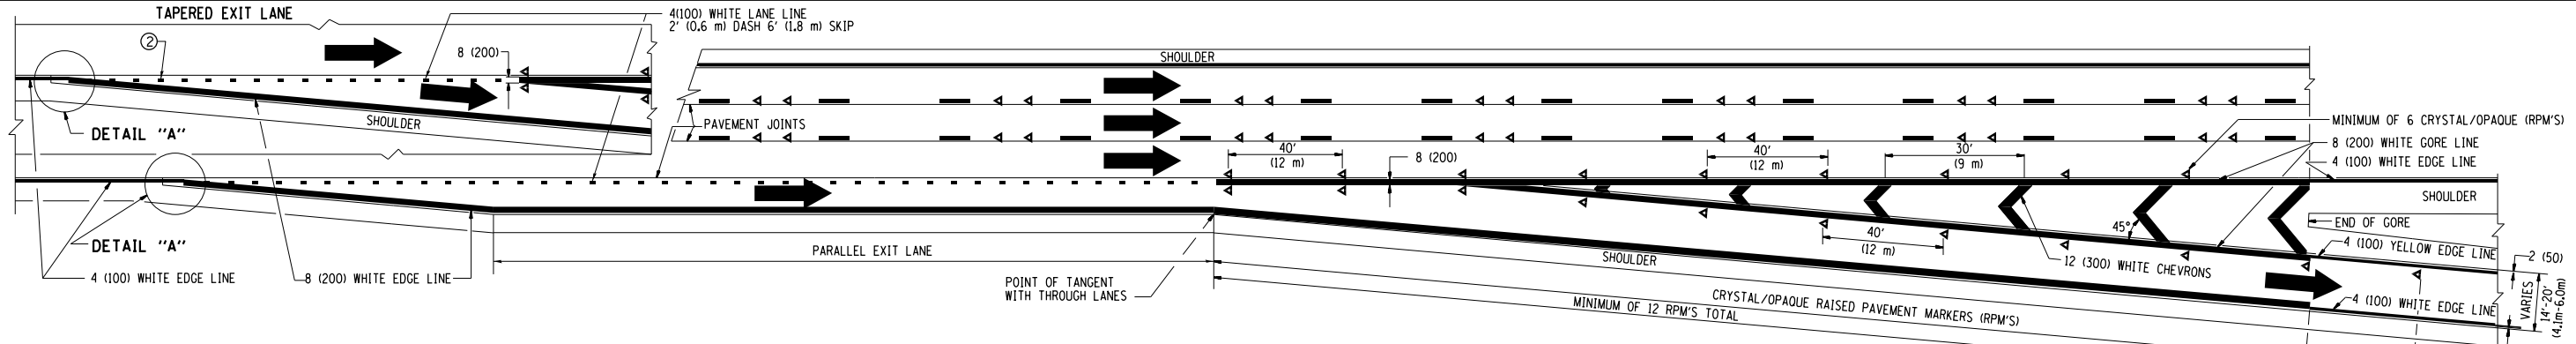 TAPERED EXIT LANE
2
8 (200)
4(100) WHITE LANE LINE
2' (0.6 m) DASH 6' (1.8 m) SKIP
SHOULDER
SHOULDER
DETAIL "A"
PAVEMENT JOINTS
40'
(12 m)
8 (200)
40'
(12 m)
30'
(9 m)
MINIMUM OF 6 CRYSTAL/OPAQUE (RPM'S)
8 (200) WHITE GORE LINE
4 (100) WHITE EDGE LINE
SHOULDER
DETAIL "A"
4 (100) WHITE EDGE LINE
8 (200) WHITE EDGE LINE
PARALLEL EXIT LANE
POINT OF TANGENT
WITH THROUGH LANES
SHOULDER
40'
(12 m)
45°
END OF GORE
4 (100) YELLOW EDGE LINE
12 (300) WHITE CHEVRONS
2 (50)
CRYSTAL/OPAQUE RAISED PAVEMENT MARKERS (RPM'S)
MINIMUM OF 12 RPM'S TOTAL
4 (100) WHITE EDGE LINE
VARIES
14'-20'
(4.1m-6.0m)